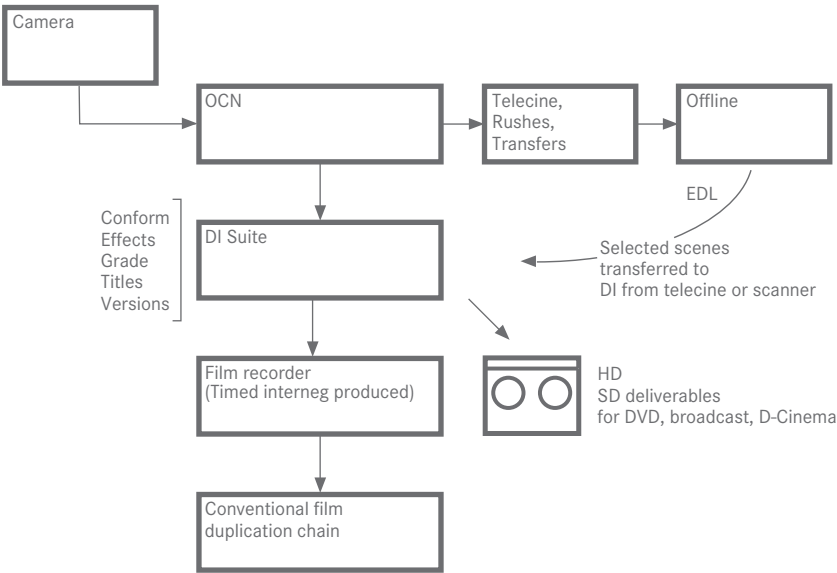 Camera
OCN
Telecine,
Rushes,
Transfers
Offline
EDL
Selected scenes
transferred to
DI from telecine or scanner
Conform
Effects
Grade
Titles
Versions
DI Suite
Film recorder
(Timed interneg produced)
HD
SD deliverables
for DVD, broadcast, D-Cinema
Conventional film
duplication chain